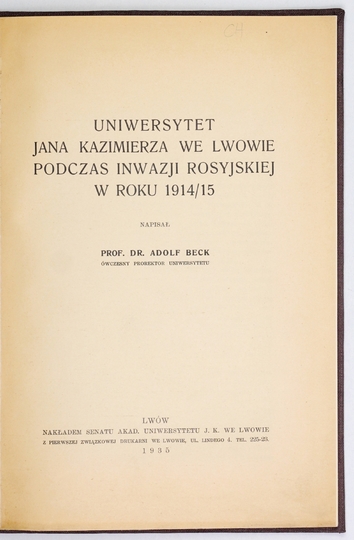 UNIWERSYTET
JANA KAZIMIERZA WE LWOWIE
PODCZAS INWAZJI ROSYJSKIEJ
W ROKU 1914/15
NAPISAŁ
PROF. DR. ADOLF BECK
ÓWCZESNY PROREKTOR UNIWERSYTETU
LWÓW
NAKŁADEM SENATU AKAD. UNIWERSYTETU J. K. WE LWOWIE
Z PIERWSZEJ ZWIĄZKOWEJ DRUKARNI WE LWOWIE, UL. LINDEGO 4. TEL. 225-23.
1935